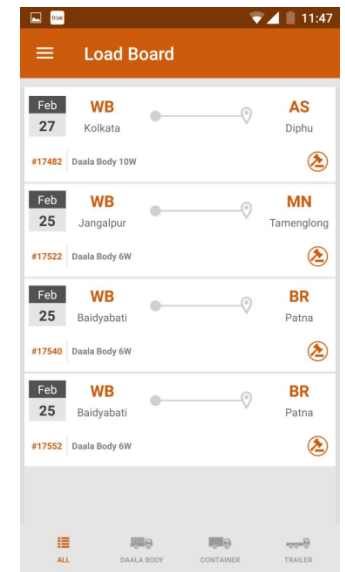 true 11:47
Load Board
Feb WB AS
27 Kolkata Diphu
#17482 Daala Body 10W
Feb WB MN
25 Jangalpur Tamenglong
#17522 Daala Body 6W
Feb WB BR
25 Baidyabati Patna
#17540 Daala Body 6W
Feb WB BR
25 Baidyabati Patna
#17552 Daala Body 6W
ALL DAALA BODY CONTAINER TRAILER